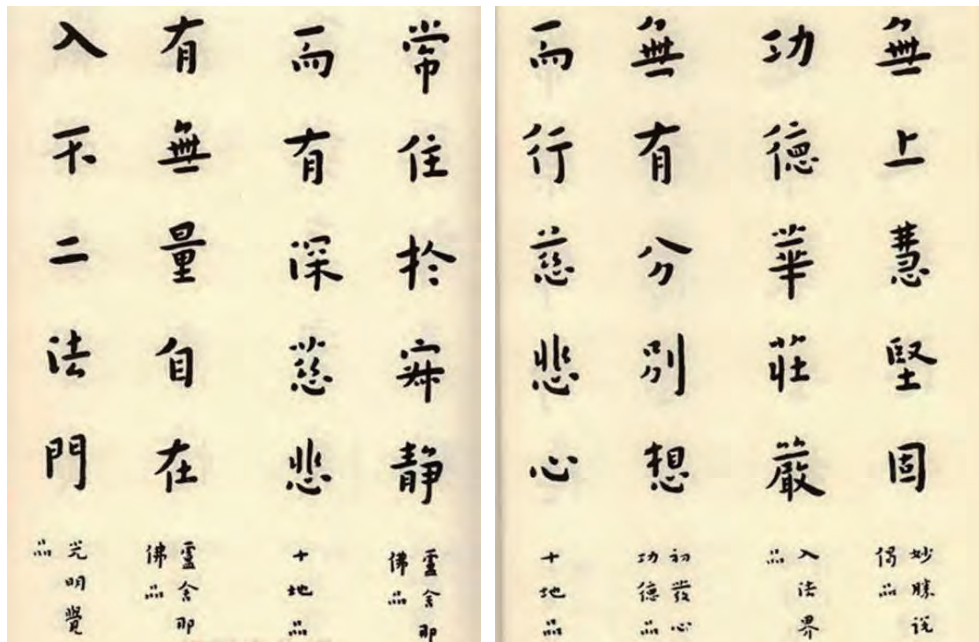 無上慧堅固
妙勝説
偈品
功德華莊嚴
入法界
品
無有分別想
初發心
功德品
而行慈悲心
十地品
常住於寂静
盧舍那
佛品
而有深慈悲
十地品
有無量自在
盧舍那
佛品
入不二法門
光明覺
品